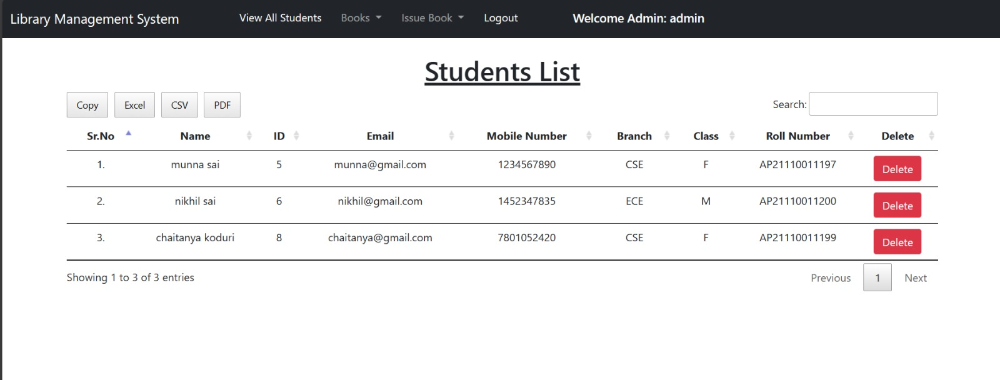 Library Management System View All Students Books Issue Book Logout Welcome Admin: admin
Students List
Copy Excel CSV PDF Search:
Sr.No Name ID Email Mobile Number Branch Class Roll Number Delete
1. munna sai 5 munna@gmail.com 1234567890 CSE F AP21110011197 Delete
2. nikhil sai 6 nikhil@gmail.com 1452347835 ECE M AP21110011200 Delete
3. chaitanya koduri 8 chaitanya@gmail.com 7801052420 CSE F AP21110011199 Delete
Showing 1 to 3 of 3 entries Previous 1 Next